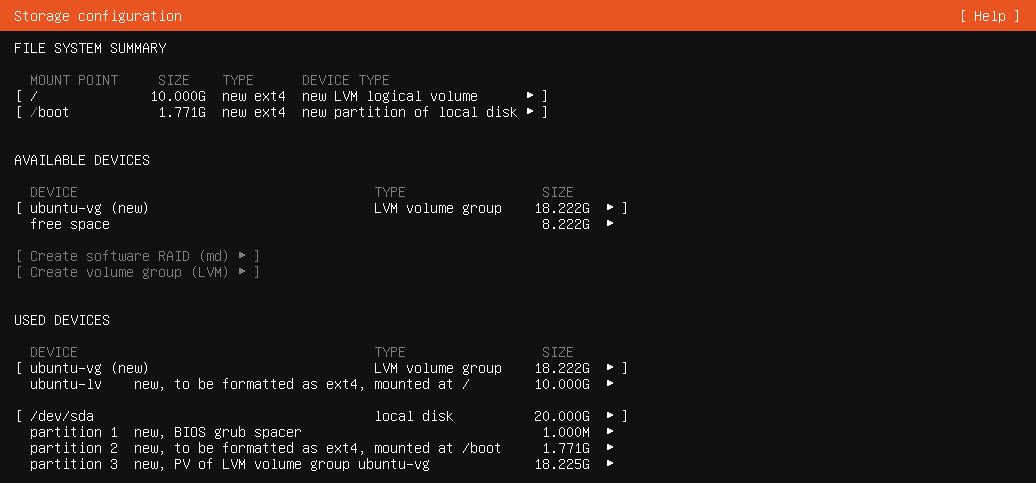 Storage configuration [ Help ]
FILE SYSTEM SUMMARY
MOUNT POINT SIZE TYPE DEVICE TYPE
[ / 10.000G new ext4 new LVM logical volume ▸ ]
[ /boot 1.771G new ext4 new partition of local disk ▸ ]
AVAILABLE DEVICES
DEVICE TYPE SIZE
[ ubuntu-vg (new) LVM volume group 18.222G ▸ ]
free space 8.222G ▸
[ Create software RAID (md) ▸ ]
[ Create volume group (LVM) ▸ ]
USED DEVICES
DEVICE TYPE SIZE
[ ubuntu-vg (new) LVM volume group 18.222G ▸ ]
ubuntu-lv new, to be formatted as ext4, mounted at / 10.000G ▸
[ /dev/sda local disk 20.000G ▸ ]
partition 1 new, BIOS grub spacer 1.000M ▸
partition 2 new, to be formatted as ext4, mounted at /boot 1.771G ▸
partition 3 new, PV of LVM volume group ubuntu-vg 18.225G ▸